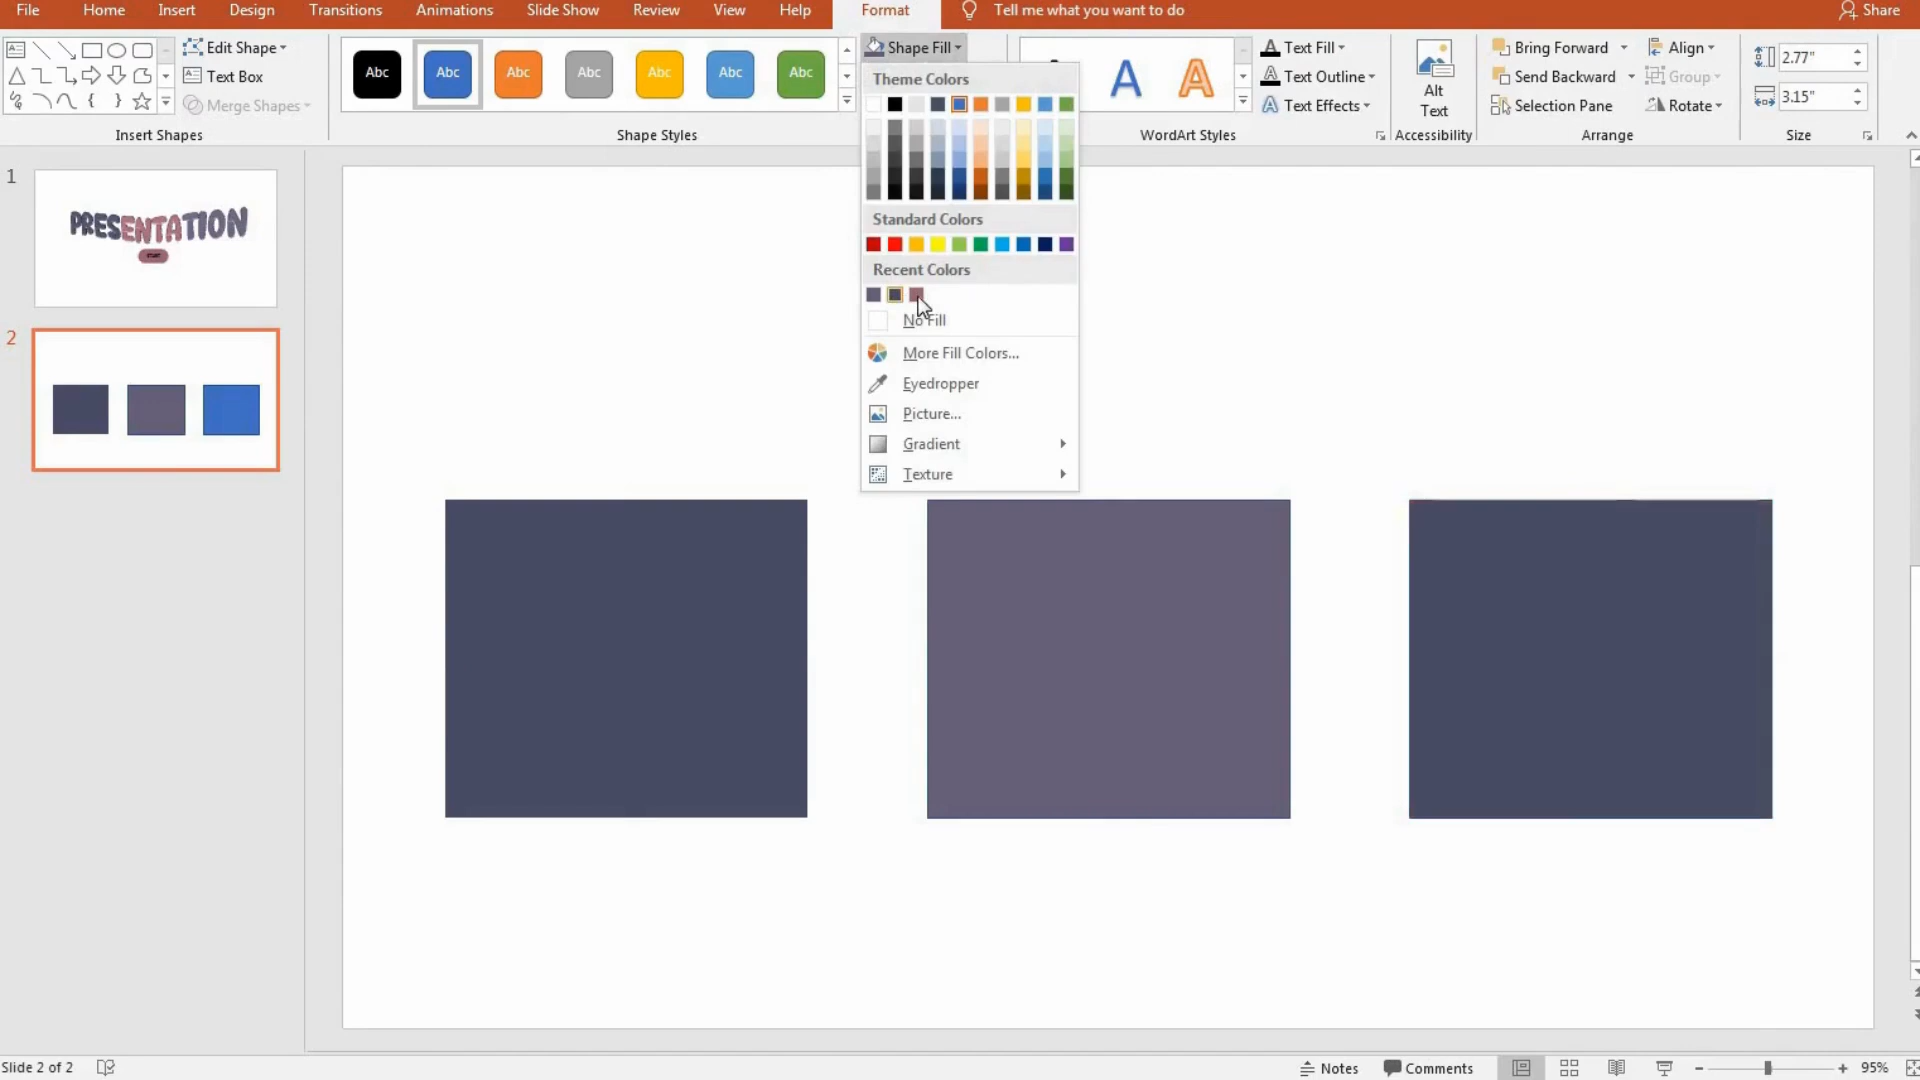 File Home Insert Design Transitions Animations Slide Show Review View Help Format Tell me what you want to do Share
Edit Shape
Text Box
Merge Shapes
Insert Shapes
Abc Abc Abc Abc Abc Abc Abc
Shape Styles
Shape Fill
Theme Colors
Standard Colors
Recent Colors
No Fill
More Fill Colors...
Eyedropper
Picture...
Gradient
Texture
A A
WordArt Styles
Text Fill
Text Outline
Text Effects
Alt
Text
Accessibility
Bring Forward
Send Backward
Selection Pane
Align
Group
Rotate
Arrange
2.77"
3.15"
Size
1
PRESENTATION
START
2
Slide 2 of 2
Notes Comments 95%